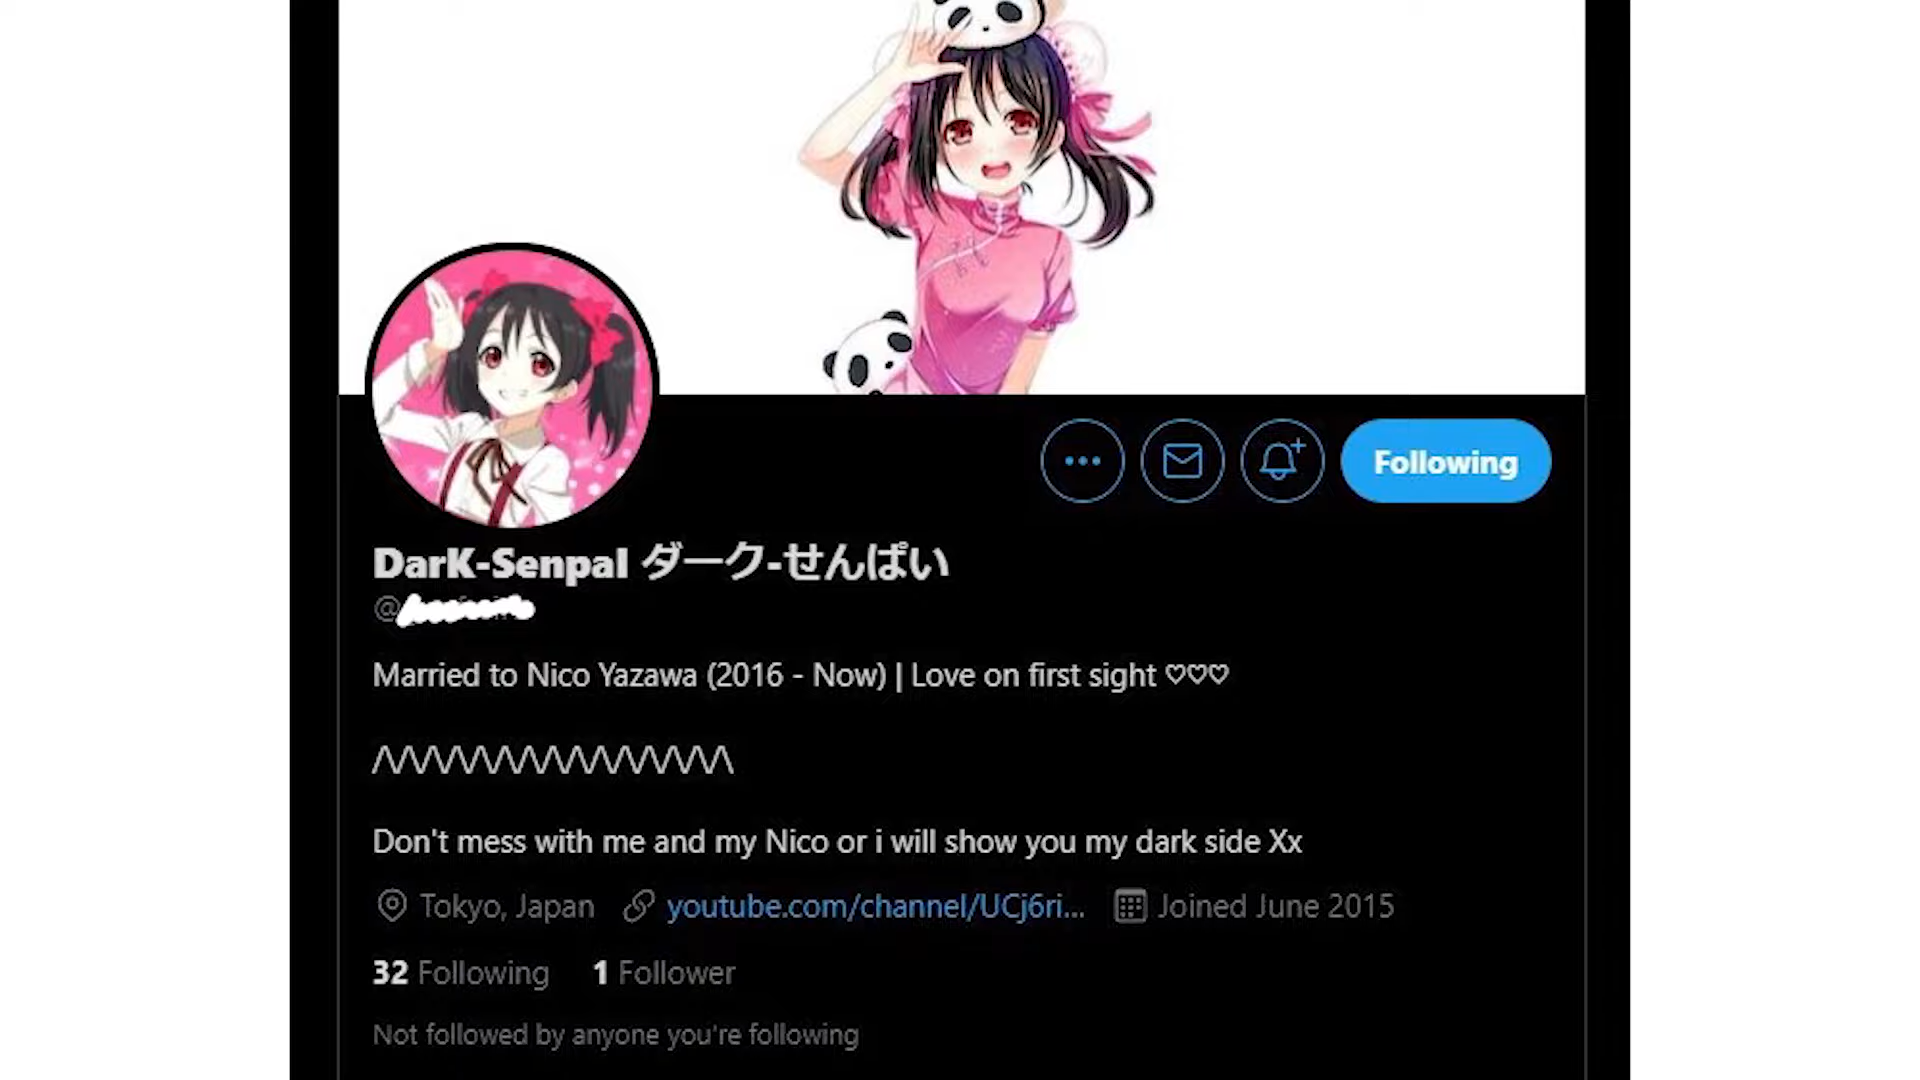 Following
DarK-SenpaI ダーク-せんぱい
@
Married to Nico Yazawa (2016 - Now) | Love on first sight ♡♡♡
/\/\/\/\/\/\/\/\/\/\/\/\/\/\/\
Don't mess with me and my Nico or i will show you my dark side Xx
Tokyo, Japan youtube.com/channel/UCj6ri... Joined June 2015
32 Following 1 Follower
Not followed by anyone you're following